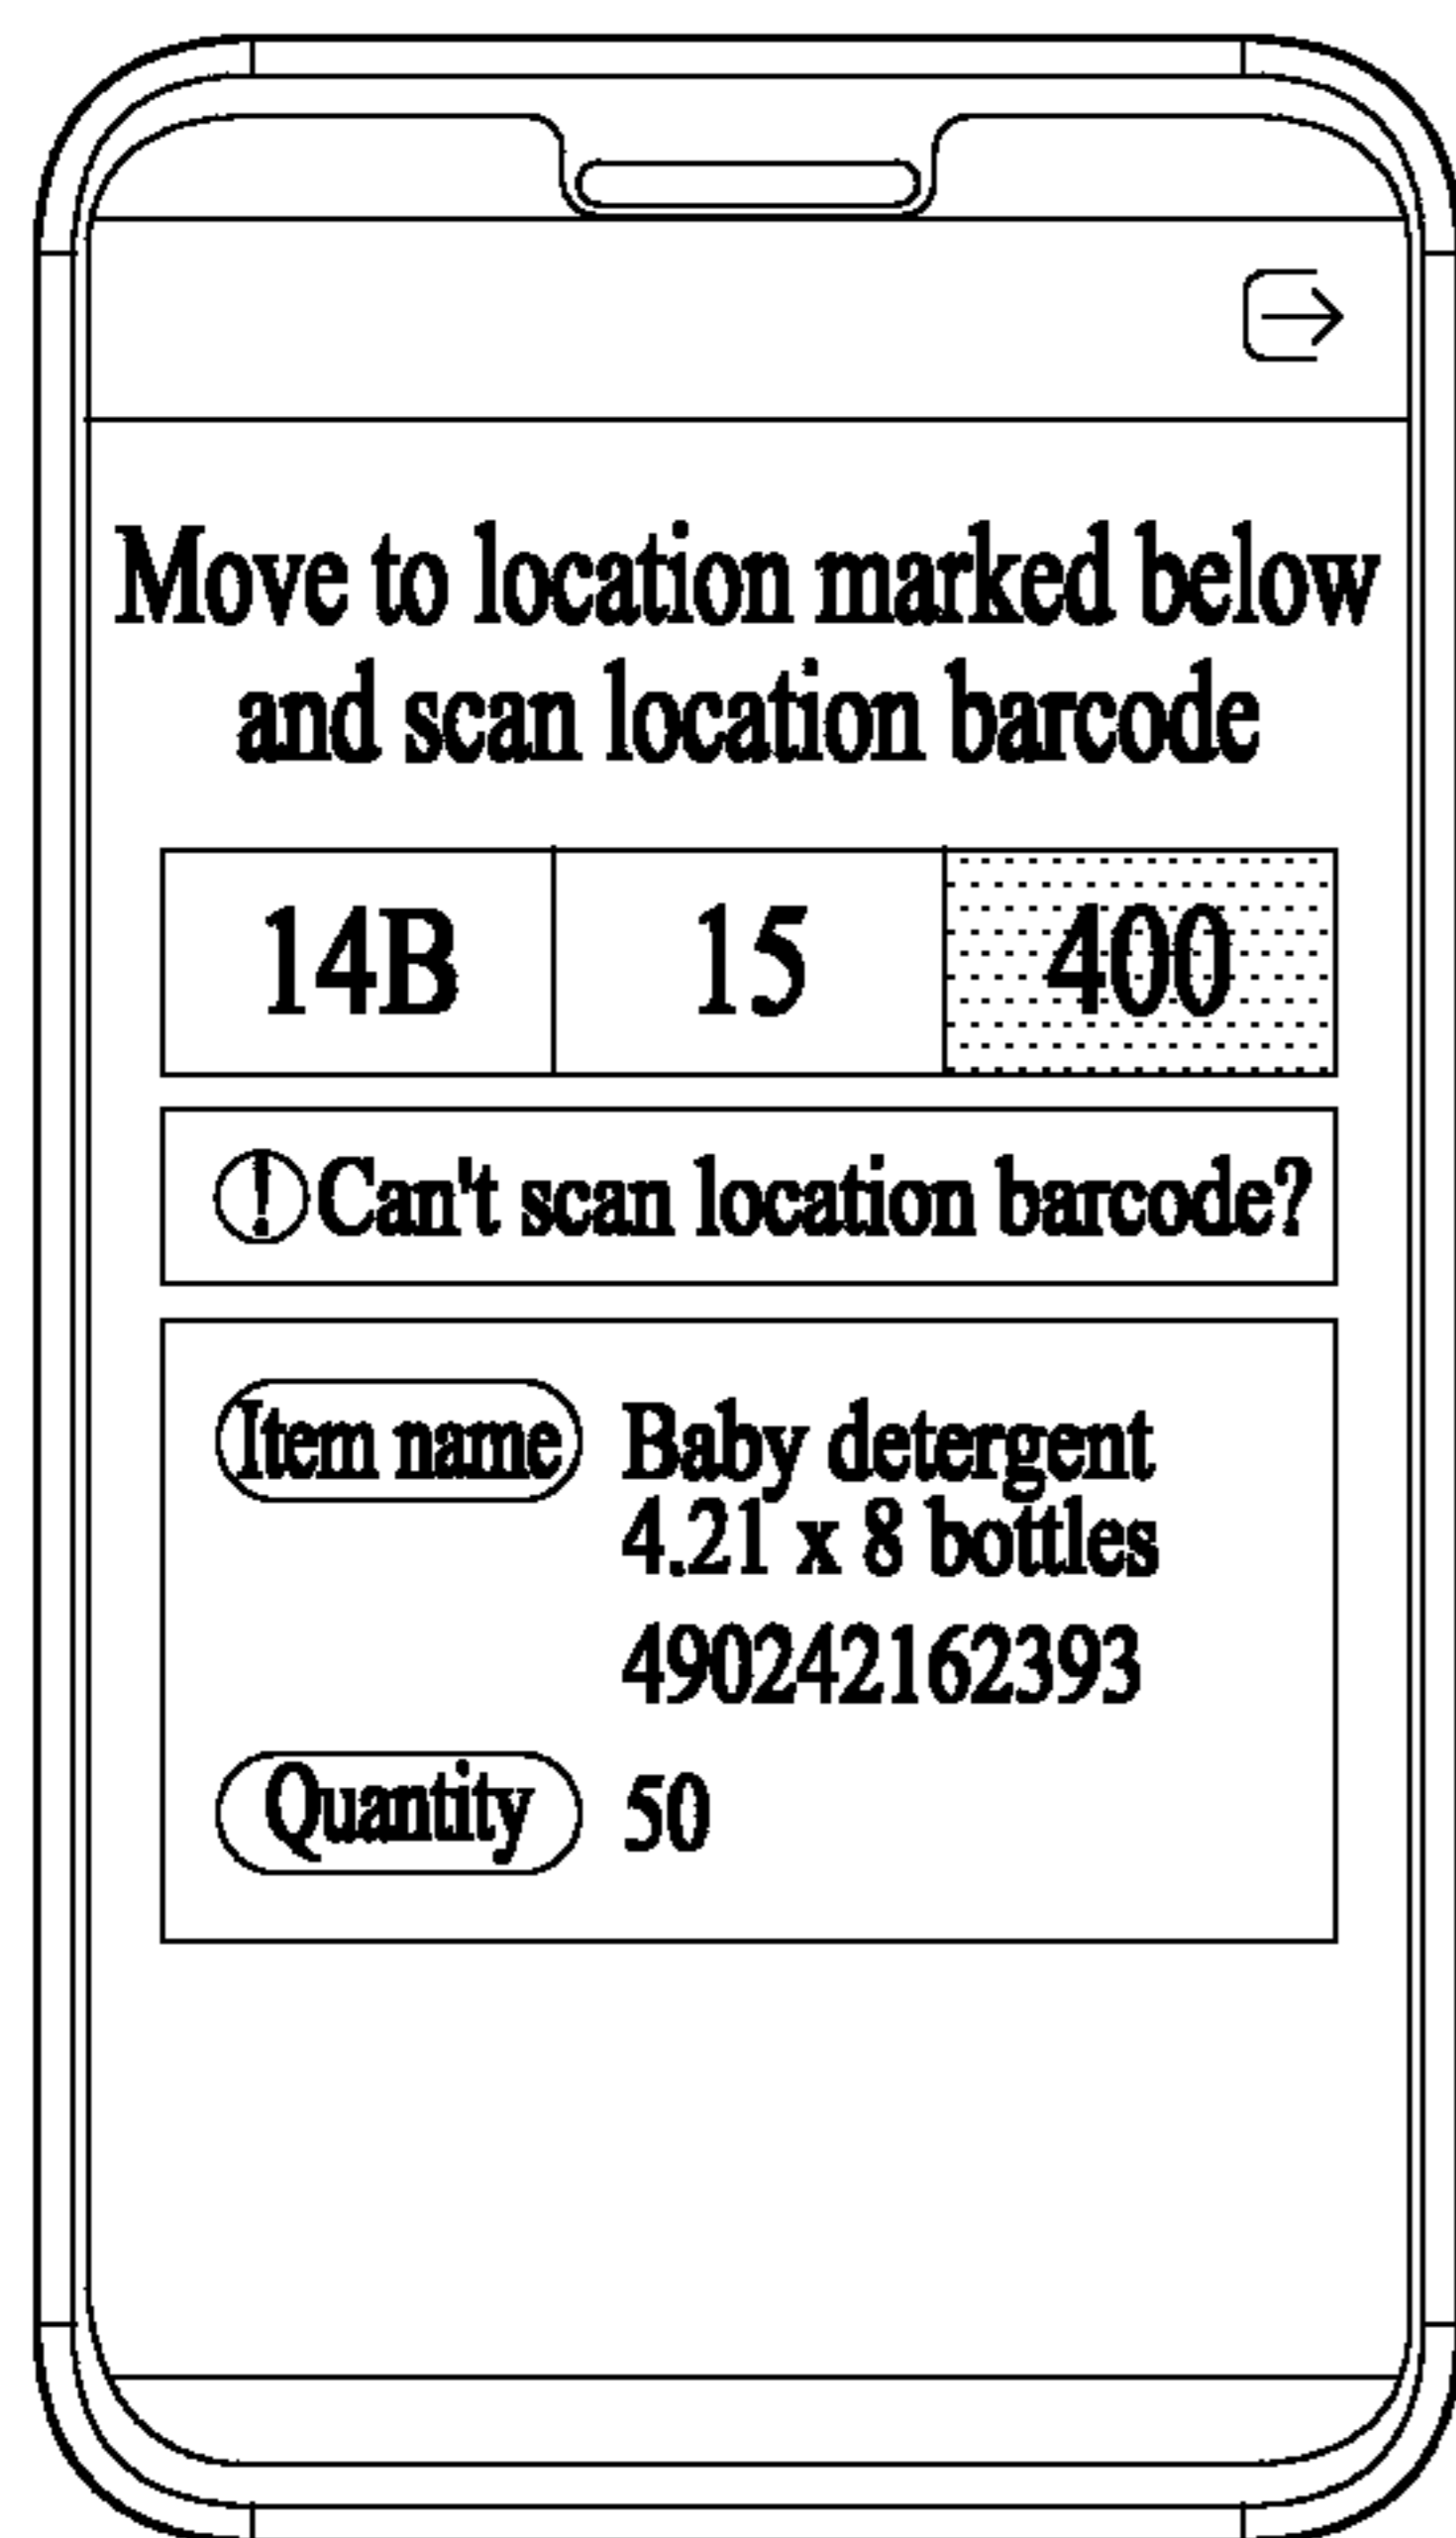 Move to location marked below
and scan location barcode
14B 15 400
! Can't scan location barcode?
Item name Baby detergent
4.21 x 8 bottles
490242162393
Quantity 50